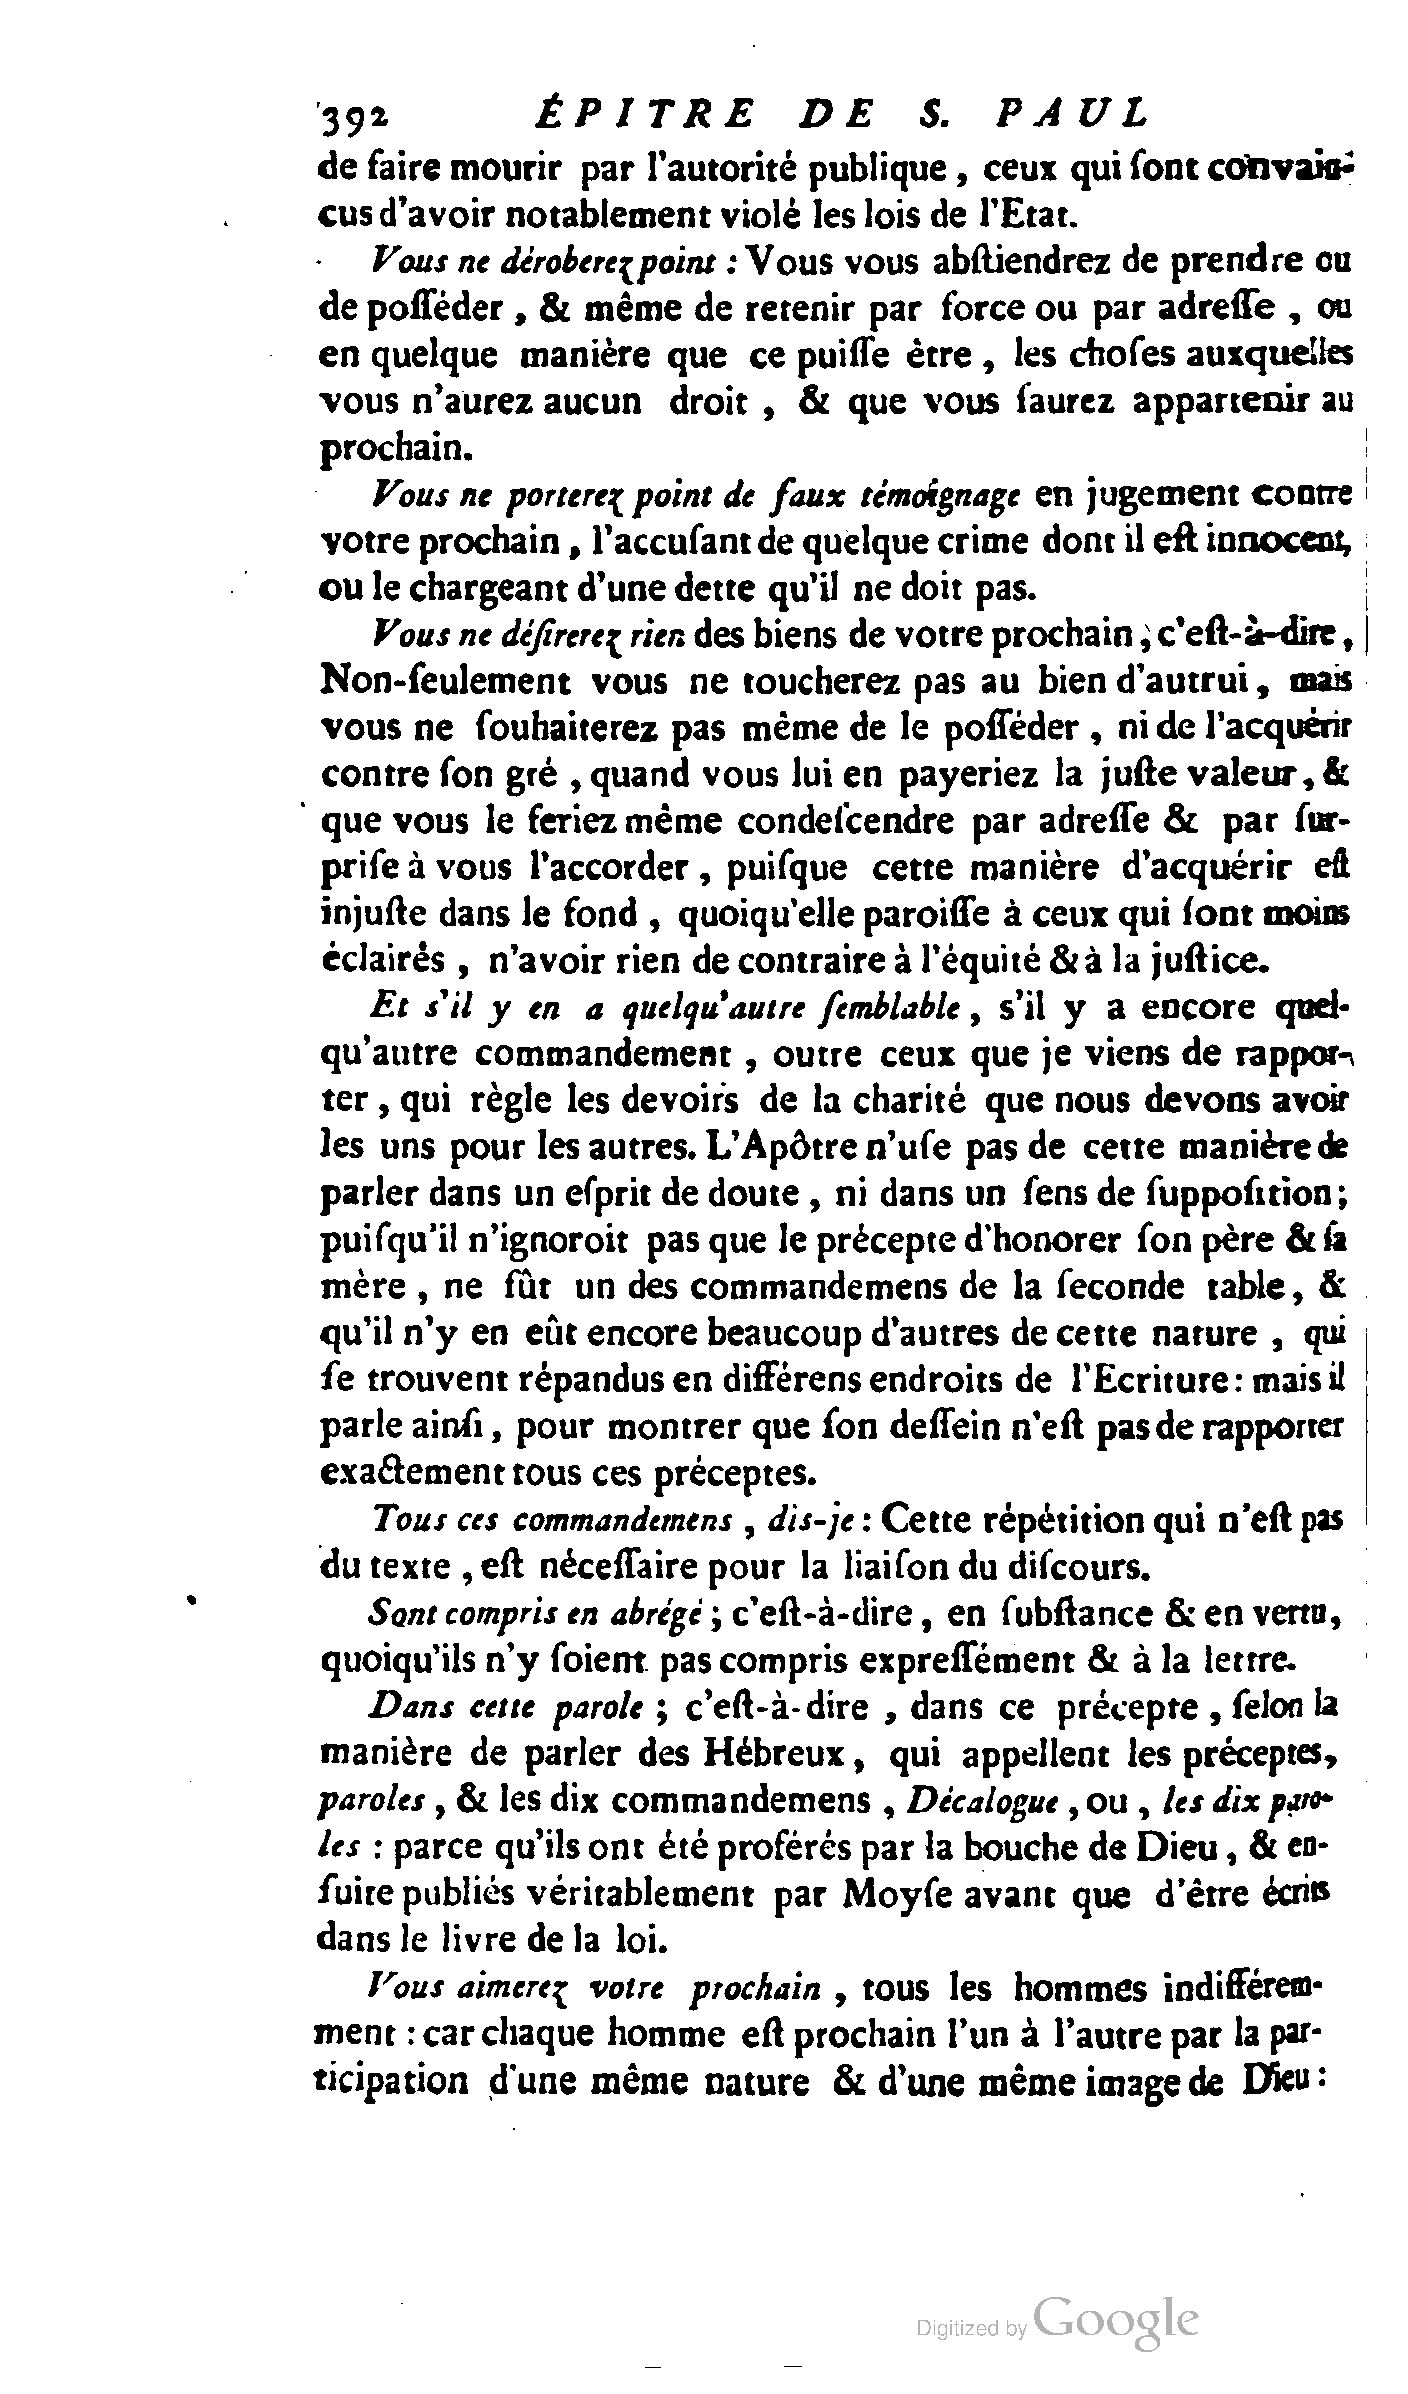 392 ÉPITRE DE S. PAUL
de faire mourir par l'autorité publique, ceux qui ſont convain-
cus d'avoir notablement violé les lois de l'Etat.
Vous ne déroberez point : Vous vous abſtiendrez de prendre ou
de poſſéder, & même de retenir par force ou par adreſſe, ou
en quelque manière que ce puiſſe être, les choſes auxquelles
vous n'aurez aucun droit, & que vous ſaurez appartenir au
prochain.
Vous ne porterez point de faux témoignage en jugement contre
votre prochain, l'accuſant de quelque crime dont il eſt innocent,
ou le chargeant d'une dette qu'il ne doit pas.
Vous ne déſirerez rien des biens de votre prochain; c'eſt-à-dire,
Non-ſeulement vous ne toucherez pas au bien d'autrui, mais
vous ne ſouhaiterez pas même de le poſſéder, ni de l'acquérir
contre ſon gré, quand vous lui en payeriez la juſte valeur, &
que vous le feriez même condeſcendre par adreſſe & par ſur-
priſe à vous l'accorder, puiſque cette manière d'acquérir eſt
injuſte dans le fond, quoiqu'elle paroiſſe à ceux qui ſont moins
éclairés, n'avoir rien de contraire à l'équité & à la juſtice.
Et s'il y en a quelqu'autre ſemblable, s'il y a encore quel-
qu'autre commandement, outre ceux que je viens de rappor-
ter, qui règle les devoirs de la charité que nous devons avoir
les uns pour les autres. L'Apôtre n'uſe pas de cette manière de
parler dans un eſprit de doute, ni dans un ſens de ſuppoſition;
puiſqu'il n'ignoroit pas que le précepte d'honorer ſon père & ſa
mère, ne fût un des commandemens de la ſeconde table, &
qu'il n'y en eût encore beaucoup d'autres de cette nature, qui
ſe trouvent répandus en différens endroits de l'Ecriture: mais il
parle ainſi, pour montrer que ſon deſſein n'eſt pas de rapporter
exactement tous ces préceptes.
Tous ces commandemens, dis-je: Cette répétition qui n'eſt pas
du texte, eſt néceſſaire pour la liaiſon du diſcours.
Sont compris en abrégé; c'eſt-à-dire, en ſubſtance & en vertu,
quoiqu'ils n'y ſoient pas compris expreſſément & à la lettre.
Dans cette parole; c'eſt-à-dire, dans ce précepte, ſelon la
manière de parler des Hébreux, qui appellent les préceptes,
paroles, & les dix commandemens, Décalogue, ou, les dix paro-
les : parce qu'ils ont été proférés par la bouche de Dieu, & en-
ſuite publiés véritablement par Moyſe avant que d'être écrits
dans le livre de la loi.
Vous aimerez votre prochain, tous les hommes indifférem-
ment : car chaque homme eſt prochain l'un à l'autre par la par-
ticipation d'une même nature & d'une même image de Dieu:
Digitized by Google